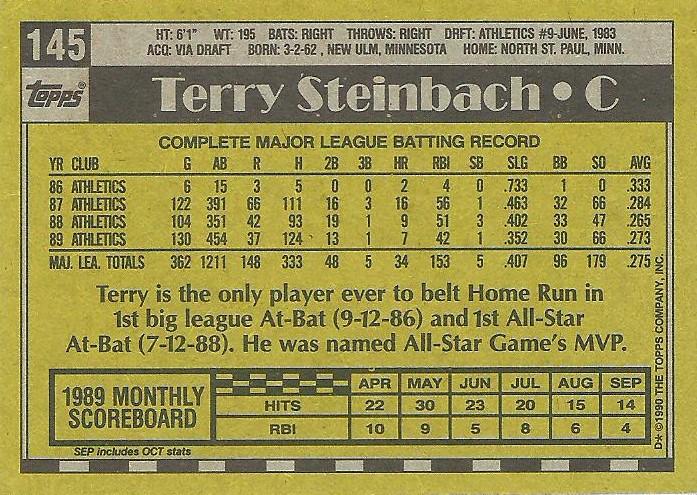 145
HT: 6'1" WT: 195 BATS: RIGHT THROWS: RIGHT DRFT: ATHLETICS #9-JUNE, 1983
ACQ: VIA DRAFT BORN: 3-2-62 , NEW ULM, MINNESOTA HOME: NORTH ST. PAUL, MINN.
TOPPS
Terry Steinbach • C
COMPLETE MAJOR LEAGUE BATTING RECORD
YR CLUB G AB R H 2B 3B HR RBI SB SLG BB SO AVG
86 ATHLETICS 6 15 3 5 0 0 2 4 0 .733 1 0 .333
87 ATHLETICS 122 391 66 111 16 3 16 56 1 .463 32 66 .284
88 ATHLETICS 104 351 42 93 19 1 9 51 3 .402 33 47 .265
89 ATHLETICS 130 454 37 124 13 1 7 42 1 .352 30 66 .273
MAJ. LEA. TOTALS 362 1211 148 333 48 5 34 153 5 .407 96 179 .275
Terry is the only player ever to belt Home Run in
1st big league At-Bat (9-12-86) and 1st All-Star
At-Bat (7-12-88). He was named All-Star Game's MVP.
1989 MONTHLY
SCOREBOARD
APR MAY JUN JUL AUG SEP
HITS 22 30 23 20 15 14
RBI 10 9 5 8 6 4
SEP includes OCT stats
D* © 1990 THE TOPPS COMPANY, INC.